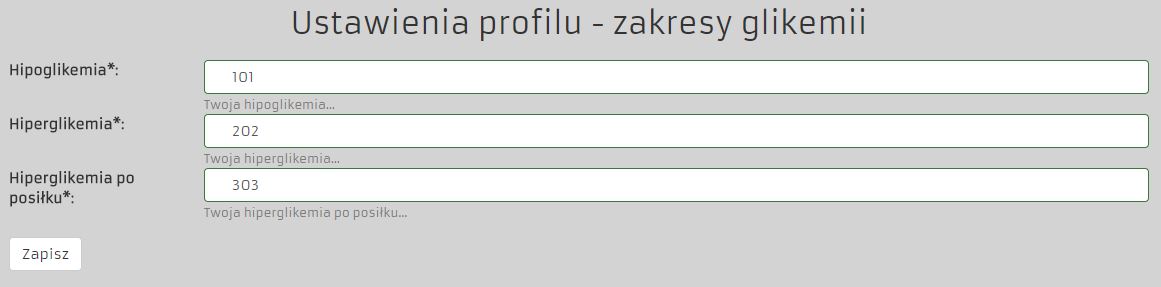 Ustawienia profilu - zakresy glikemii
Hipoglikemia*:
101
Twoja hipoglikemia...
Hiperglikemia*:
202
Twoja hiperglikemia...
Hiperglikemia po
posiłku*:
303
Twoja hiperglikemia po posiłku...
Zapisz